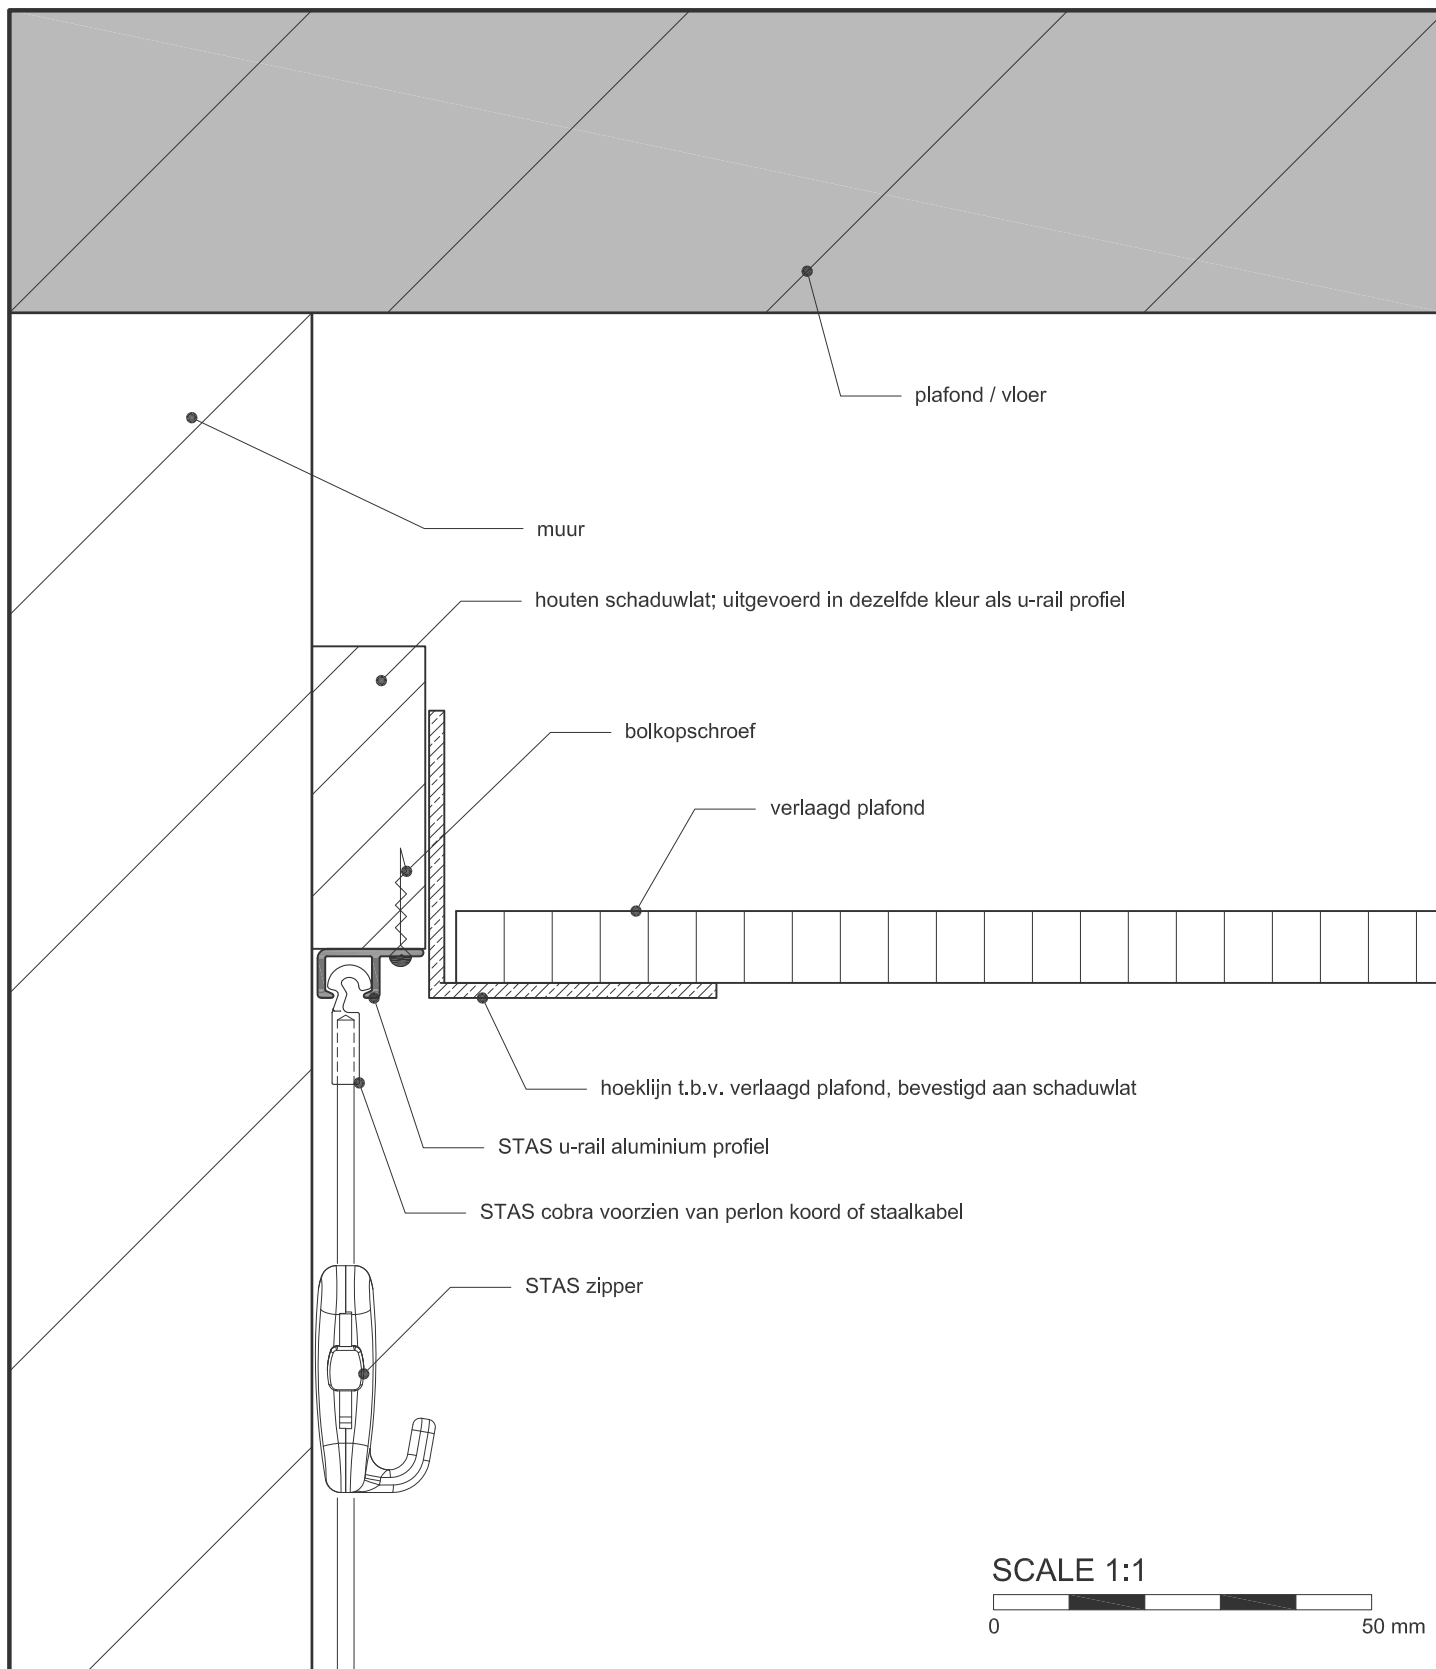 plafond / vloer
muur
houten schaduwlat; uitgevoerd in dezelfde kleur als u-rail profiel
bolkopschroef
verlaagd plafond
hoeklijn t.b.v. verlaagd plafond, bevestigd aan schaduwlat
STAS u-rail aluminium profiel
STAS cobra voorzien van perlon koord of staalkabel
STAS zipper
SCALE 1:1
0 50 mm